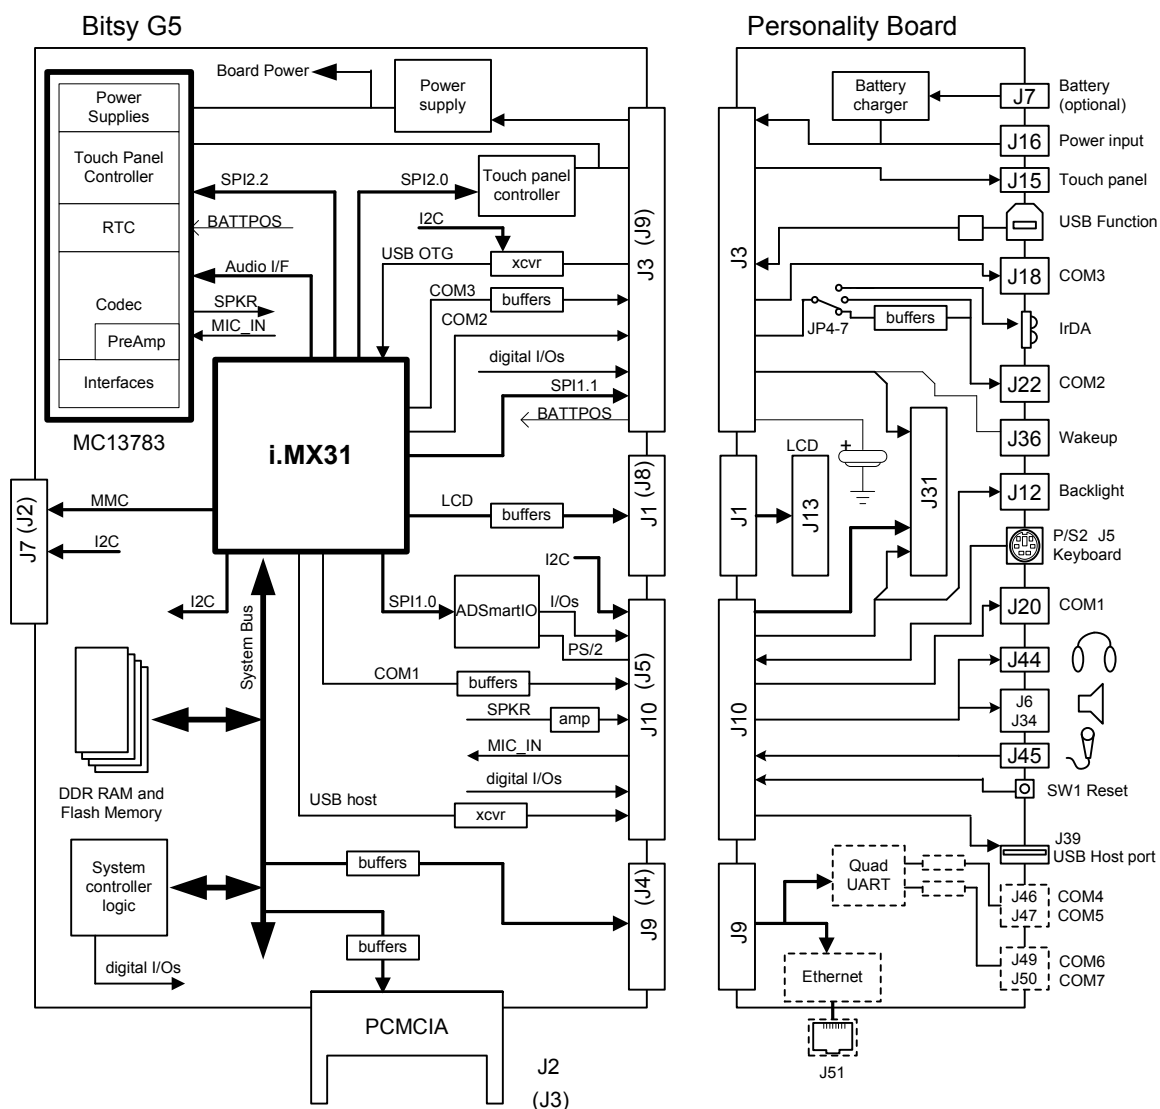 Bitsy G5
Personality Board
Board Power
Power
supply
Power
Supplies
Touch Panel
Controller
RTC
Codec
PreAmp
Interfaces
MC13783
SPI2.2
BATTPOS
Audio I/F
SPKR
MIC_IN
SPI2.0
Touch panel
controller
I2C
USB OTG
xcvr
COM3
buffers
COM2
digital I/Os
SPI1.1
BATTPOS
J3 (J9)
i.MX31
LCD
buffers
J1 (J8)
MMC
I2C
J7 (J2)
I2C
System Bus
SPI1.0
ADSmartIO
I2C
I/Os
PS/2
COM1
buffers
SPKR
amp
MIC_IN
digital I/Os
USB host
xcvr
J10 (J5)
DDR RAM and
Flash Memory
System
controller
logic
digital I/Os
buffers
buffers
J9 (J4)
PCMCIA
J2
(J3)
Battery
charger
J7
Battery
(optional)
J16
Power input
J15
Touch panel
USB Function
J3
J18
COM3
JP4-7
buffers
IrDA
J22
COM2
J36
Wakeup
+
LCD
J1
J13
J31
J12
Backlight
P/S2 J5
Keyboard
J20
COM1
J44
J6
J34
J10
J45
SW1 Reset
J39
USB Host port
Quad
UART
J46
J47
COM4
COM5
J9
J49
J50
COM6
COM7
Ethernet
J51